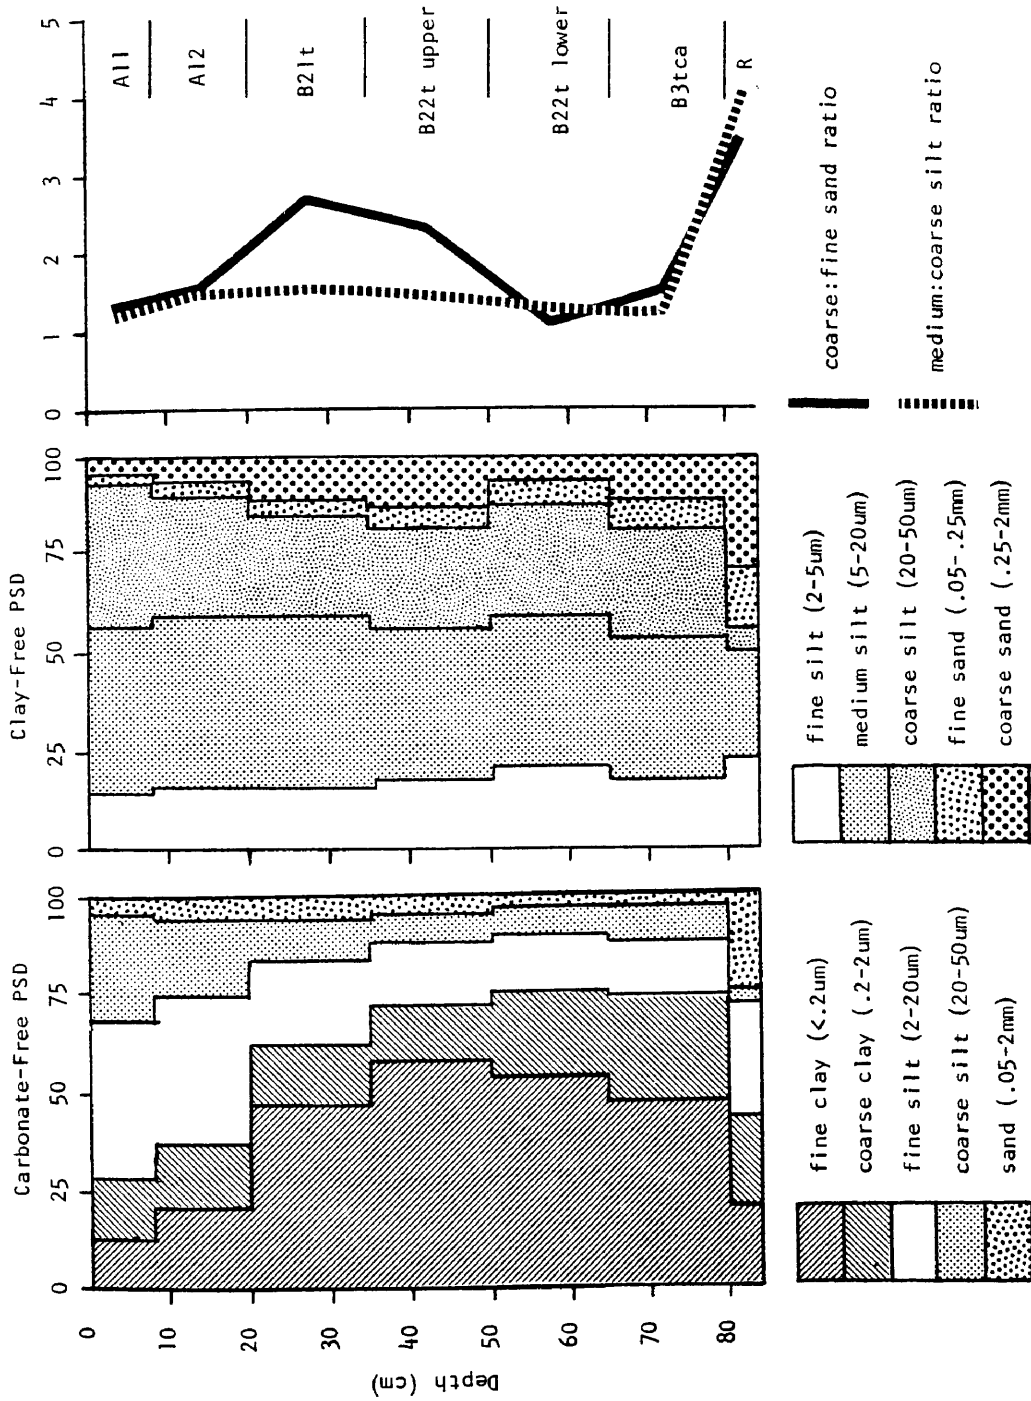 Carbonate-Free PSD
0 25 50 75 100
Depth (cm)
0
10
20
30
40
50
60
70
80
fine clay (<.2um)
coarse clay (.2-2um)
fine silt (2-20um)
coarse silt (20-50um)
sand (.05-2mm)
Clay-Free PSD
0 25 50 75 100
fine silt (2-5um)
medium silt (5-20um)
coarse silt (20-50um)
fine sand (.05-.25mm)
coarse sand (.25-2mm)
0 1 2 3 4 5
A11
A12
B21t
B22t upper
B22t lower
B3tca
R
coarse:fine sand ratio
medium:coarse silt ratio